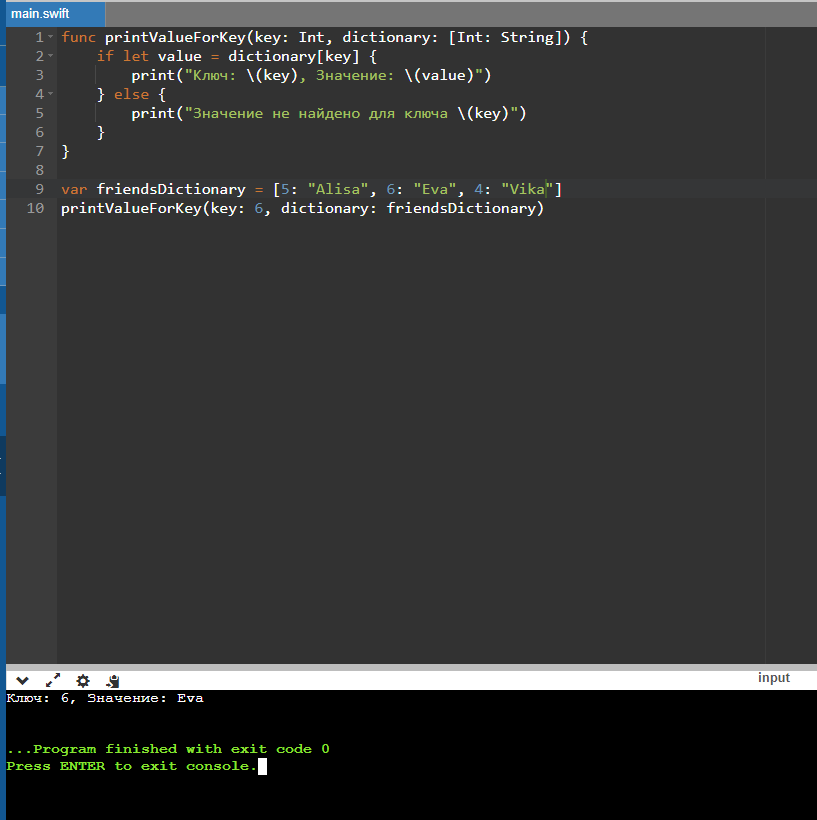 main.swift
1 func printValueForKey(key: Int, dictionary: [Int: String]) {
2     if let value = dictionary[key] {
3         print("Ключ: \(key), Значение: \(value)")
4     } else {
5         print("Значение не найдено для ключа \(key)")
6     }
7 }
8
9 var friendsDictionary = [5: "Alisa", 6: "Eva", 4: "Vika"]
10 printValueForKey(key: 6, dictionary: friendsDictionary)
input
Ключ: 6, Значение: Eva
...Program finished with exit code 0
Press ENTER to exit console.